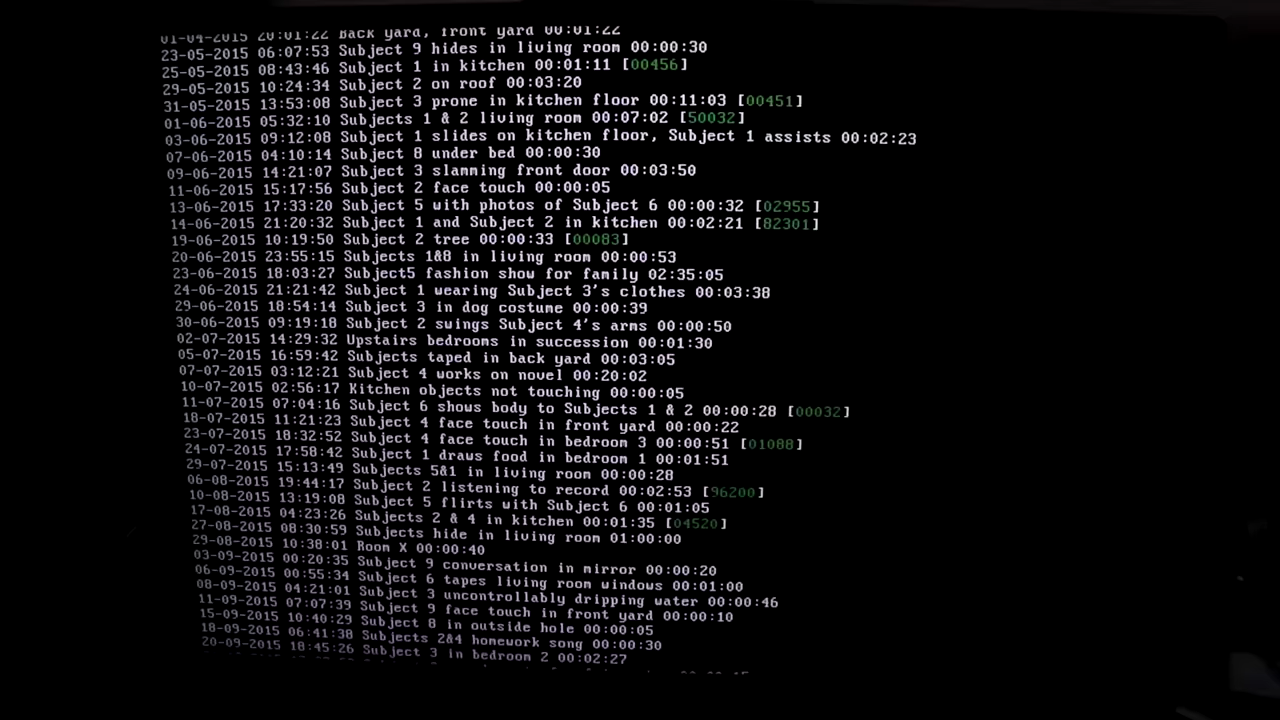 01-04-2015 20:01:22 Back yard, front yard 00:01:22
23-05-2015 06:07:53 Subject 9 hides in living room 00:00:30
25-05-2015 08:43:46 Subject 1 in kitchen 00:01:11 [00456]
29-05-2015 10:24:34 Subject 2 on roof 00:03:20
31-05-2015 13:53:08 Subject 3 prone in kitchen floor 00:11:03 [00451]
01-06-2015 05:32:10 Subjects 1 & 2 living room 00:07:02 [50032]
03-06-2015 09:12:08 Subject 1 slides on kitchen floor, Subject 1 assists 00:02:23
07-06-2015 04:10:14 Subject 8 under bed 00:00:30
09-06-2015 14:21:07 Subject 3 slamming front door 00:03:50
11-06-2015 15:17:56 Subject 2 face touch 00:00:05
13-06-2015 17:33:20 Subject 5 with photos of Subject 6 00:00:32 [02955]
14-06-2015 21:20:32 Subject 1 and Subject 2 in kitchen 00:02:21 [82301]
19-06-2015 10:19:50 Subject 2 tree 00:00:33 [00083]
20-06-2015 23:55:15 Subjects 1&8 in living room 00:00:53
23-06-2015 18:03:27 Subject5 fashion show for family 02:35:05
24-06-2015 21:21:42 Subject 1 wearing Subject 3's clothes 00:03:38
29-06-2015 18:54:14 Subject 3 in dog costume 00:00:39
30-06-2015 09:19:18 Subject 2 swings Subject 4's arms 00:00:50
02-07-2015 14:29:32 Upstairs bedrooms in succession 00:01:30
05-07-2015 16:59:42 Subjects taped in back yard 00:03:05
07-07-2015 03:12:21 Subject 4 works on novel 00:20:02
10-07-2015 02:56:17 Kitchen objects not touching 00:00:05
11-07-2015 07:04:16 Subject 6 shows body to Subjects 1 & 2 00:00:28 [00032]
18-07-2015 11:21:23 Subject 4 face touch in front yard 00:00:22
23-07-2015 18:32:52 Subject 4 face touch in bedroom 3 00:00:51 [01088]
24-07-2015 17:58:42 Subject 1 draws food in bedroom 1 00:01:51
29-07-2015 15:13:49 Subjects 5&1 in living room 00:00:28
06-08-2015 19:44:17 Subject 2 listening to record 00:02:53 [96200]
10-08-2015 13:19:08 Subject 5 flirts with Subject 6 00:01:05
17-08-2015 04:23:26 Subjects 2 & 4 in kitchen 00:01:35 [04520]
27-08-2015 08:30:59 Subjects hide in living room 01:00:00
29-08-2015 10:38:01 Room X 00:00:40
03-09-2015 00:20:35 Subject 9 conversation in mirror 00:00:20
06-09-2015 00:55:34 Subject 6 tapes living room windows 00:01:00
08-09-2015 04:21:01 Subject 3 uncontrollably dripping water 00:00:46
11-09-2015 07:07:39 Subject 9 face touch in front yard 00:00:10
15-09-2015 10:40:29 Subject 8 in outside hole 00:00:05
18-09-2015 06:41:38 Subjects 2&4 homework song 00:00:30
20-09-2015 18:45:26 Subject 3 in bedroom 2 00:02:27